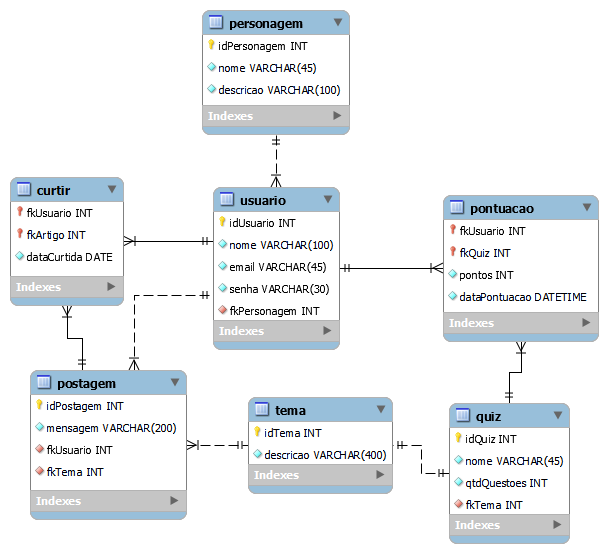 personagem
idPersonagem INT
nome VARCHAR(45)
descricao VARCHAR(100)
Indexes
curtir
fkUsuario INT
fkArtigo INT
dataCurtida DATE
Indexes
usuario
idUsuario INT
nome VARCHAR(100)
email VARCHAR(45)
senha VARCHAR(30)
fkPersonagem INT
Indexes
pontuacao
fkUsuario INT
fkQuiz INT
pontos INT
dataPontuacao DATETIME
Indexes
postagem
idPostagem INT
mensagem VARCHAR(200)
fkUsuario INT
fkTema INT
Indexes
tema
idTema INT
descricao VARCHAR(400)
Indexes
quiz
idQuiz INT
nome VARCHAR(45)
qtdQuestoes INT
fkTema INT
Indexes